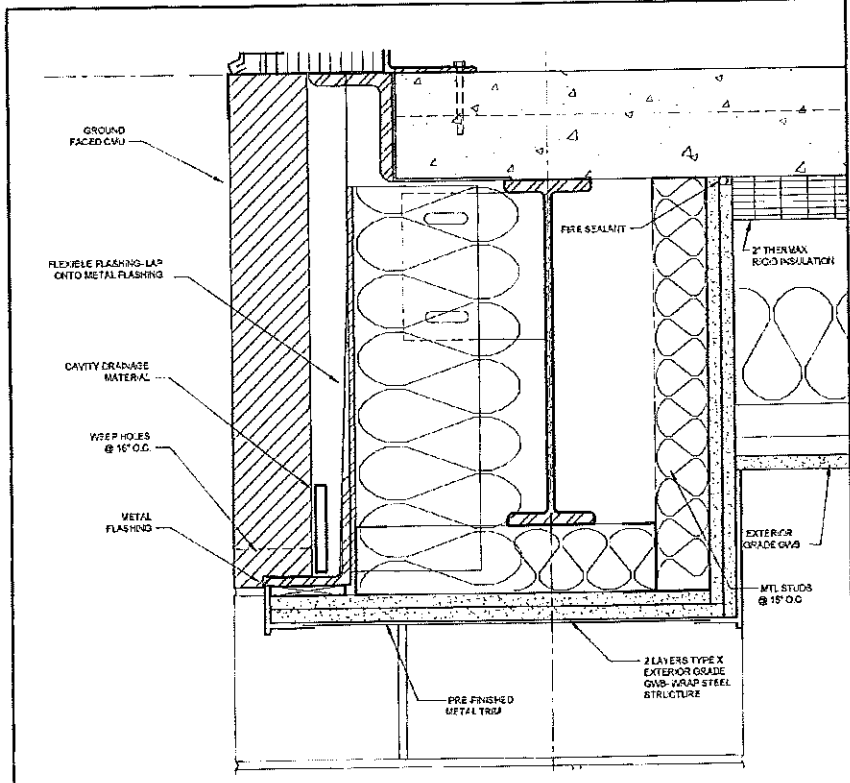 GROUND
FACED CMU
FLEXIBLE FLASHING-LAP
ONTO METAL FLASHING
CAVITY DRAINAGE
MATERIAL
WEEP HOLES
@ 16" O.C.
METAL
FLASHING
FIRE SEALANT
2" THERMAX
RIGID INSULATION
EXTERIOR
GRADE GWB
MTL STUDS
@ 16" O.C
2 LAYERS TYPE X
EXTERIOR GRADE
GWB- WRAP STEEL
STRUCTURE
PRE-FINISHED
METAL TRIM